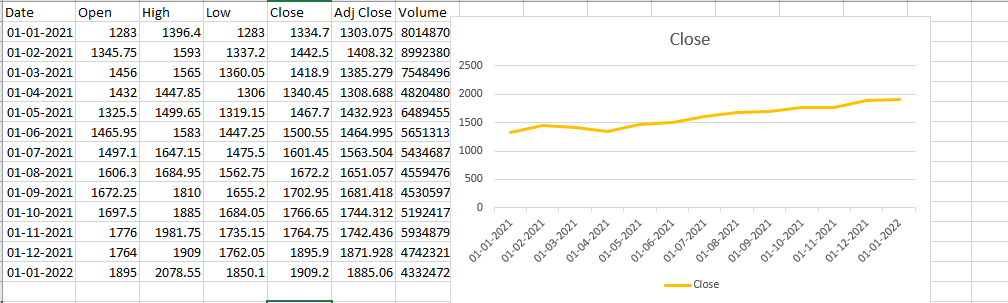 Date Open High Low Close Adj Close Volume
01-01-2021 1283 1396.4 1283 1334.7 1303.075 8014870
01-02-2021 1345.75 1593 1337.2 1442.5 1408.32 8992380
01-03-2021 1456 1565 1360.05 1418.9 1385.279 7548496
01-04-2021 1432 1447.85 1306 1340.45 1308.688 4820480
01-05-2021 1325.5 1499.65 1319.15 1467.7 1432.923 6489455
01-06-2021 1465.95 1583 1447.25 1500.55 1464.995 5651313
01-07-2021 1497.1 1647.15 1475.5 1601.45 1563.504 5434687
01-08-2021 1606.3 1684.95 1562.75 1672.2 1651.057 4559476
01-09-2021 1672.25 1810 1655.2 1702.95 1681.418 4530597
01-10-2021 1697.5 1885 1684.05 1766.65 1744.312 5192417
01-11-2021 1776 1981.75 1735.15 1764.75 1742.436 5934879
01-12-2021 1764 1909 1762.05 1895.9 1871.928 4742321
01-01-2022 1895 2078.55 1850.1 1909.2 1885.06 4332472
Close
2500
2000
1500
1000
500
0
01-01-2021 01-02-2021 01-03-2021 01-04-2021 01-05-2021 01-06-2021 01-07-2021 01-08-2021 01-09-2021 01-10-2021 01-11-2021 01-12-2021 01-01-2022
Close